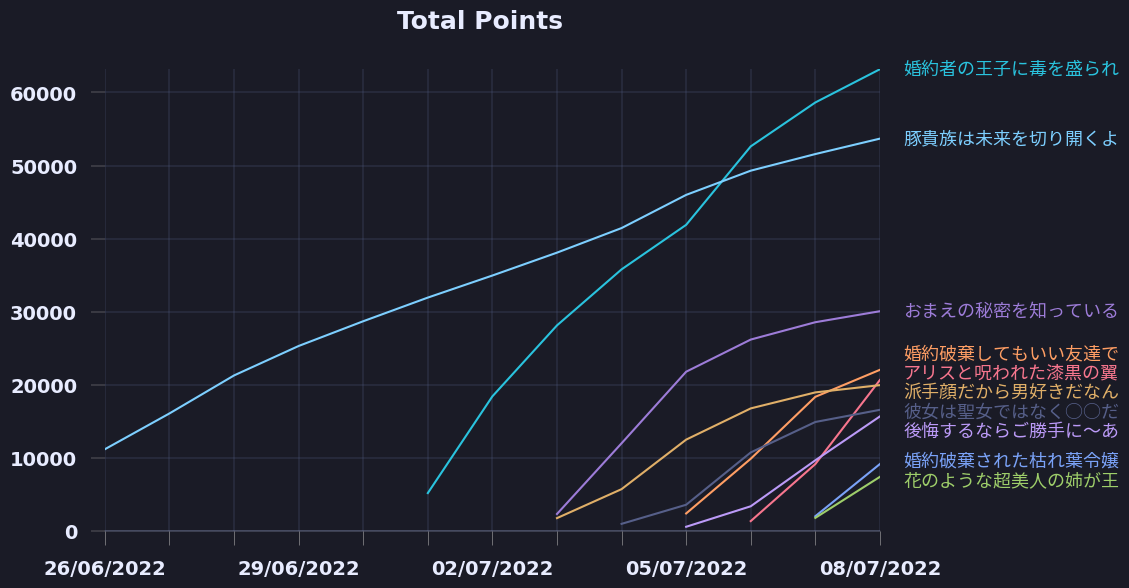 Total Points
60000
50000
40000
30000
20000
10000
0
26/06/2022
29/06/2022
02/07/2022
05/07/2022
08/07/2022
婚約者の王子に毒を盛られ
豚貴族は未来を切り開くよ
おまえの秘密を知っている
婚約破棄してもいい友達で
アリスと呪われた漆黒の翼
派手顔だから男好きだなん
彼女は聖女ではなく〇〇だ
後悔するならご勝手に～あ
婚約破棄された枯れ葉令嬢
花のような超美人の姉が王